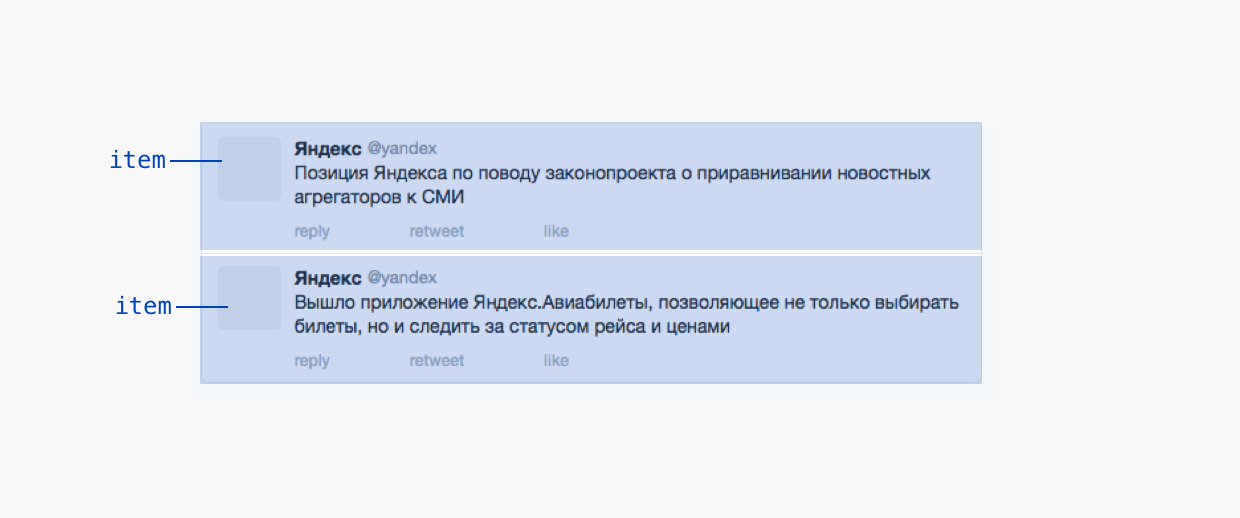 item
Яндекс @yandex
Позиция Яндекса по поводу законопроекта о приравнивании новостных
агрегаторов к СМИ
reply retweet like
item
Яндекс @yandex
Вышло приложение Яндекс.Авиабилеты, позволяющее не только выбирать
билеты, но и следить за статусом рейса и ценами
reply retweet like